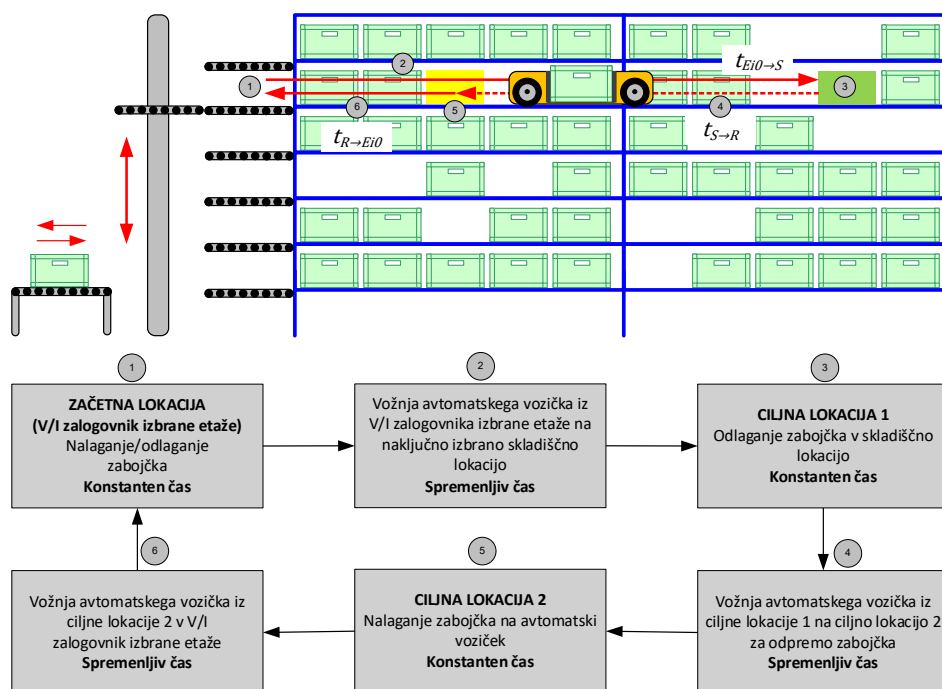 2
t_{Ei0→S}
1
3
6
5
4
t_{R→Ei0}
t_{S→R}
1
2
3
ZAČETNA LOKACIJA
(V/I zalogovnik izbrane etaže)
Nalaganje/odlaganje
zabojčka
Konstanten čas
Vožnja avtomatskega vozička iz
V/I zalogovnika izbrane etaže na
naključno izbrano skladiščno
lokacijo
Spremenljiv čas
CILJNA LOKACIJA 1
Odlaganje zabojčka v skladiščno
lokacijo
Konstanten čas
6
5
4
Vožnja avtomatskega vozička iz
ciljne lokacije 2 v V/I
zalogovnik izbrane etaže
Spremenljiv čas
CILJNA LOKACIJA 2
Nalaganje zabojčka na avtomatski
voziček
Konstanten čas
Vožnja avtomatskega vozička iz
ciljne lokacije 1 na ciljno lokacijo 2
za odpremo zabojčka
Spremenljiv čas